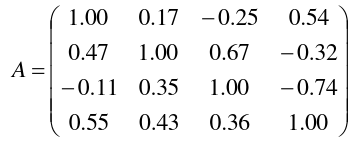 A = ( 1.00 0.17 −0.25 0.54
0.47 1.00 0.67 −0.32
−0.11 0.35 1.00 −0.74
0.55 0.43 0.36 1.00 )